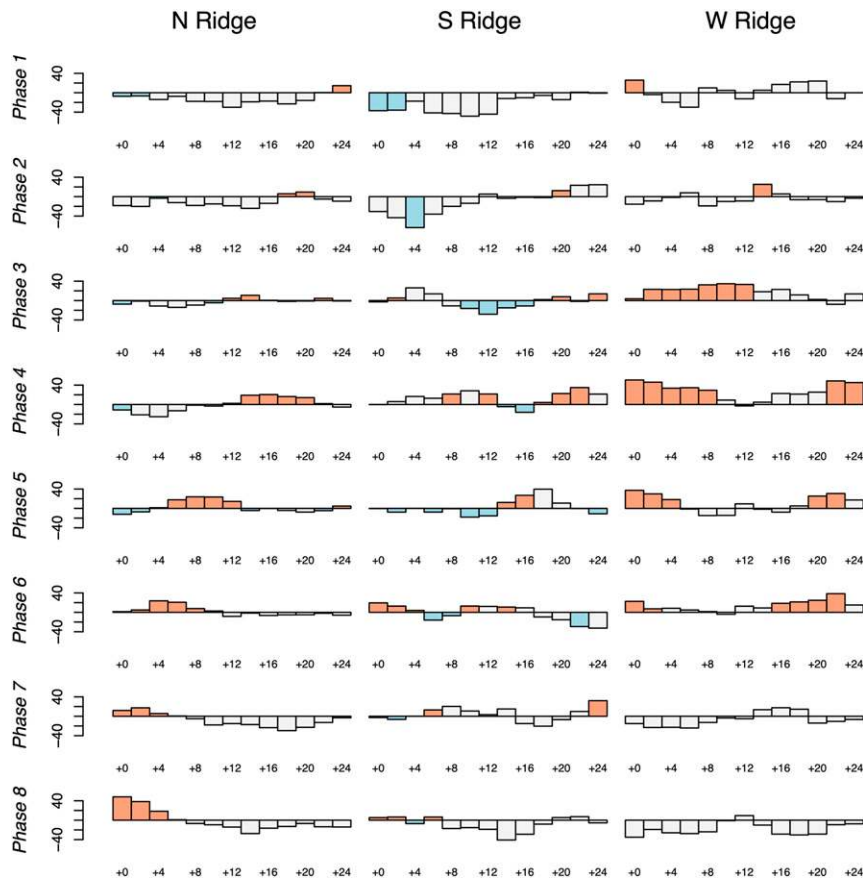 N Ridge S Ridge W Ridge
Phase 1
40
-40
+0 +4 +8 +12 +16 +20 +24 +0 +4 +8 +12 +16 +20 +24 +0 +4 +8 +12 +16 +20 +24
Phase 2
40
-40
+0 +4 +8 +12 +16 +20 +24 +0 +4 +8 +12 +16 +20 +24 +0 +4 +8 +12 +16 +20 +24
Phase 3
40
-40
+0 +4 +8 +12 +16 +20 +24 +0 +4 +8 +12 +16 +20 +24 +0 +4 +8 +12 +16 +20 +24
Phase 4
40
-40
+0 +4 +8 +12 +16 +20 +24 +0 +4 +8 +12 +16 +20 +24 +0 +4 +8 +12 +16 +20 +24
Phase 5
40
-40
+0 +4 +8 +12 +16 +20 +24 +0 +4 +8 +12 +16 +20 +24 +0 +4 +8 +12 +16 +20 +24
Phase 6
40
-40
+0 +4 +8 +12 +16 +20 +24 +0 +4 +8 +12 +16 +20 +24 +0 +4 +8 +12 +16 +20 +24
Phase 7
40
-40
+0 +4 +8 +12 +16 +20 +24 +0 +4 +8 +12 +16 +20 +24 +0 +4 +8 +12 +16 +20 +24
Phase 8
40
-40
+0 +4 +8 +12 +16 +20 +24 +0 +4 +8 +12 +16 +20 +24 +0 +4 +8 +12 +16 +20 +24